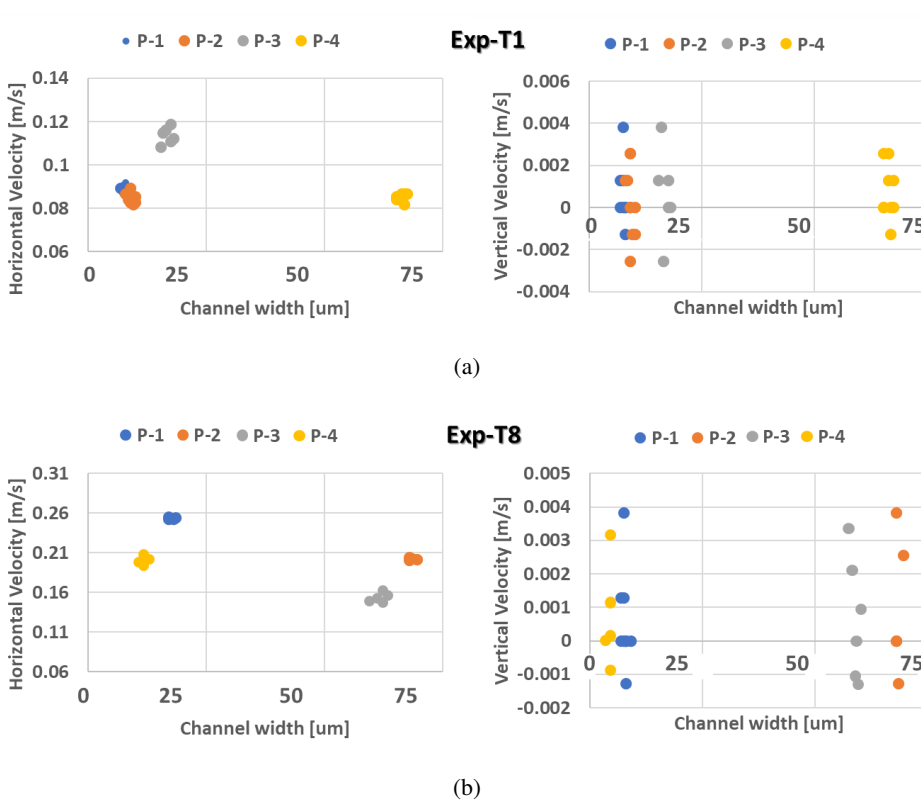 Exp-T1
P-1 P-2 P-3 P-4
Horizontal Velocity [m/s]
0.14
0.12
0.1
0.08
0.06
0 25 50 75
Channel width [um]
P-1 P-2 P-3 P-4
Vertical Velocity [m/s]
0.006
0.004
0.002
0
-0.002
-0.004
0 25 50 75
Channel width [um]
(a)
Exp-T8
P-1 P-2 P-3 P-4
Horizontal Velocity [m/s]
0.31
0.26
0.21
0.16
0.11
0.06
0 25 50 75
Channel width [um]
P-1 P-2 P-3 P-4
Vertical Velocity [m/s]
0.005
0.004
0.003
0.002
0.001
0
-0.001
-0.002
0 25 50 75
Channel width [um]
(b)